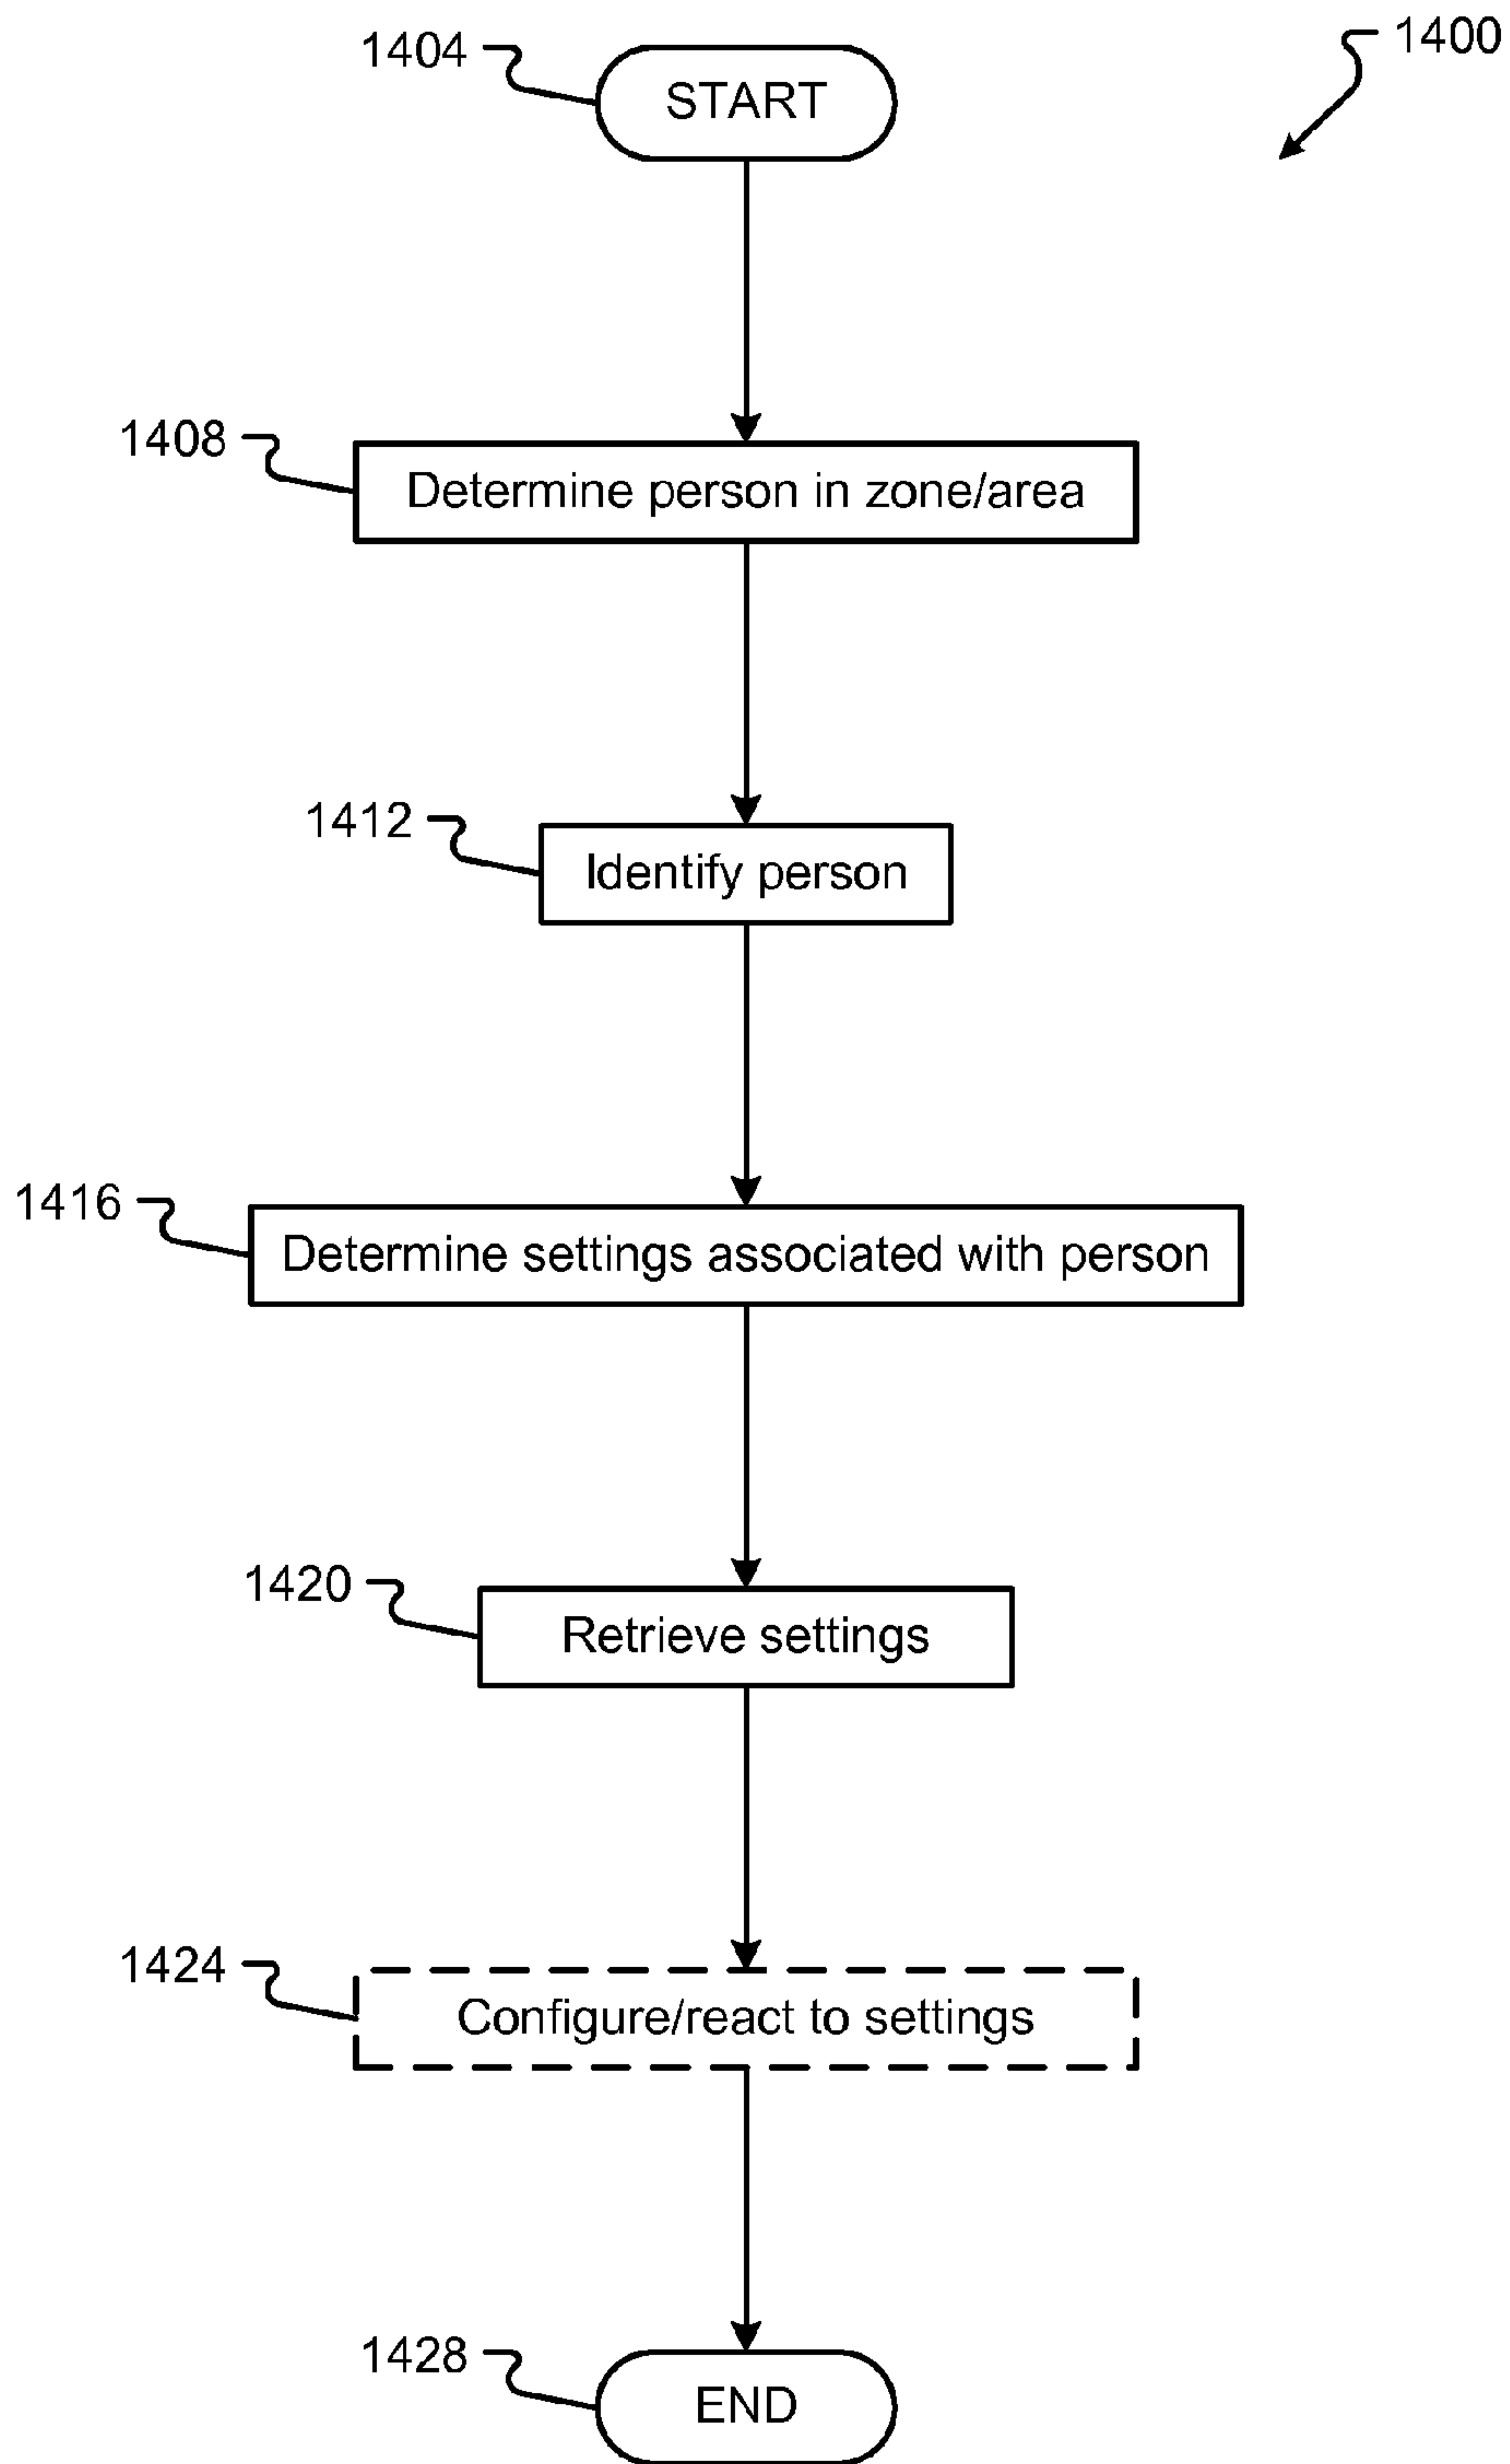 1400
1404
START
1408
Determine person in zone/area
1412
Identify person
1416
Determine settings associated with person
1420
Retrieve settings
1424
Configure/react to settings
1428
END